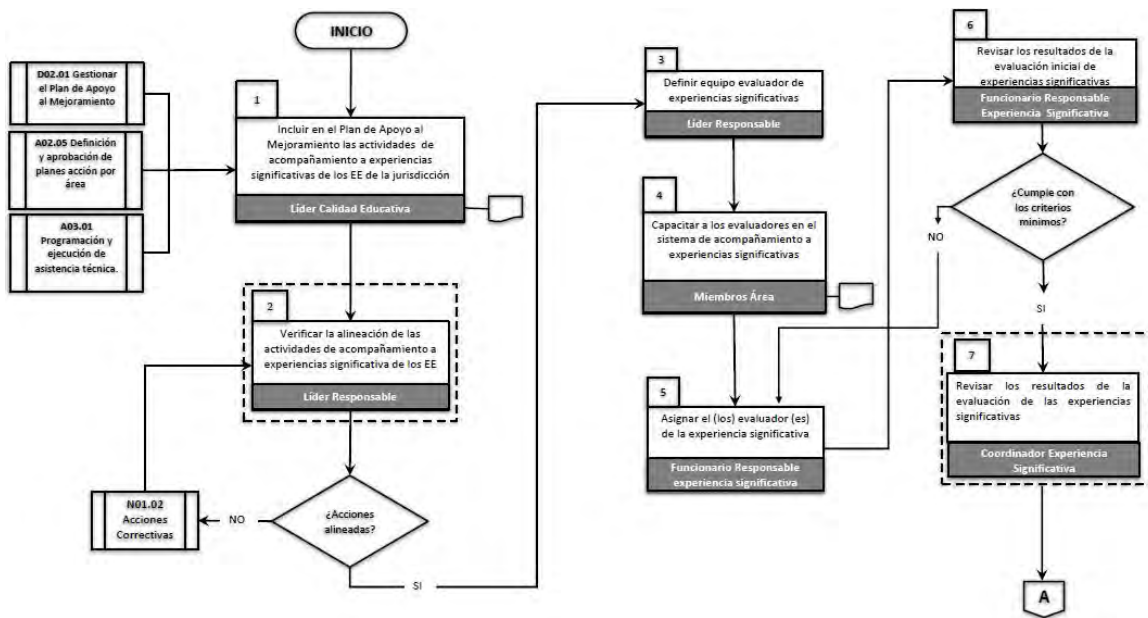 INICIO
D02.01 Gestionar
el Plan de Apoyo
al Mejoramiento
A02.05 Definición
y aprobación de
planes acción por
área
A03.01
Programación y
ejecución de
asistencia técnica.
1
Incluir en el Plan de Apoyo al
Mejoramiento las actividades de
acompañamiento a experiencias
significativas de los EE de la jurisdicción
Líder Calidad Educativa
2
Verificar la alineación de las
actividades de acompañamiento a
experiencias significativa de los EE
Líder Responsable
N01.02
Acciones
Correctivas
NO
¿Acciones
alineadas?
SI
3
Definir equipo evaluador de
experiencias significativas
Líder Responsable
4
Capacitar a los evaluadores en el
sistema de acompañamiento a
experiencias significativas
Miembros Área
5
Asignar el (los) evaluador (es)
de la experiencia significativa
Funcionario Responsable
experiencia significativa
6
Revisar los resultados de la
evaluación inicial de
experiencias significativas
Funcionario Responsable
Experiencia Significativa
¿Cumple con
los criterios
minimos?
NO
SI
7
Revisar los resultados de la
evaluación de las experiencias
significativas
Coordinador Experiencia
Significativa
A